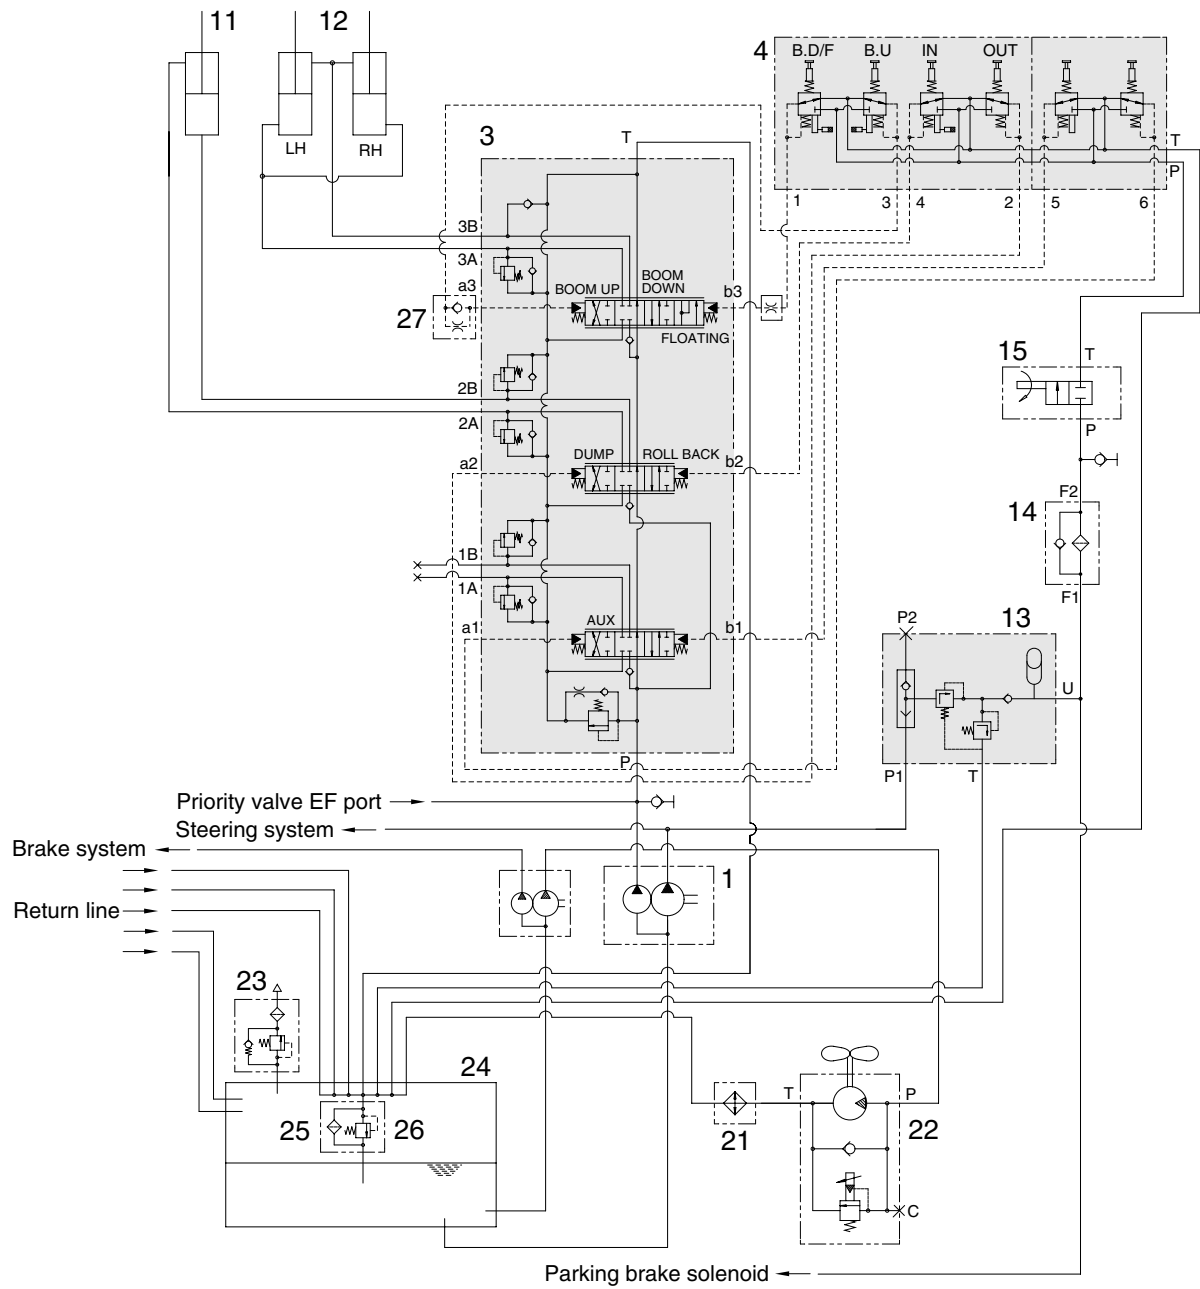 11
12
4
B.D/F
B.U
IN
OUT
LH
RH
3
T
T
P
1
3
4
2
5
6
3B
3A
a3
BOOM UP
BOOM
DOWN
b3
27
FLOATING
15
T
P
2B
2A
DUMP
ROLL BACK
a2
b2
F2
14
F1
1B
1A
AUX
a1
b1
P2
13
U
P
P1
T
Priority valve EF port
Steering system
Brake system
1
Return line
23
24
25
26
21
T
P
22
C
Parking brake solenoid